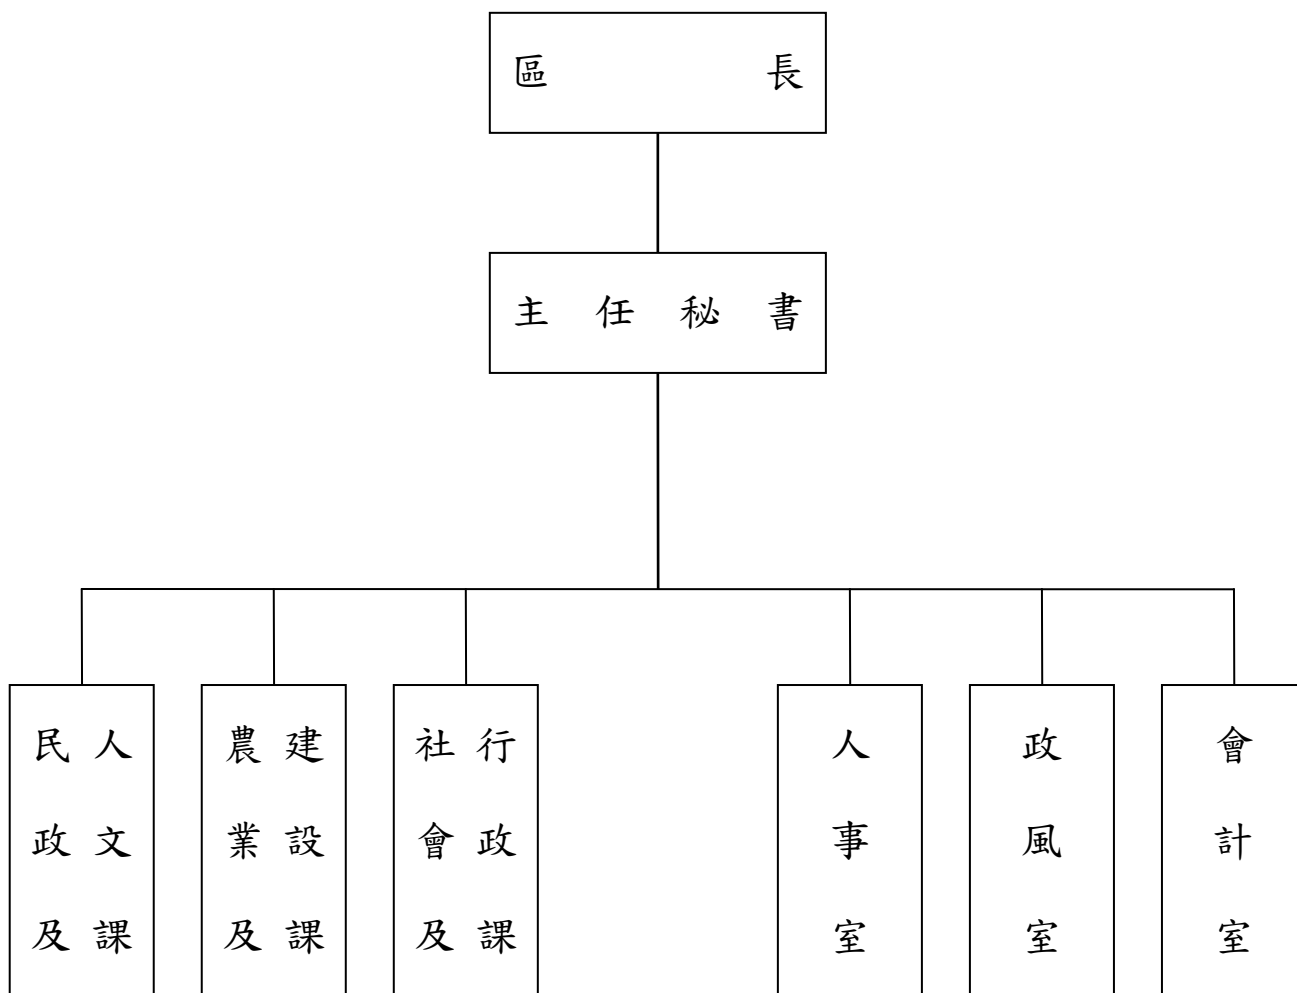 區長
主任秘書
民政及人文課
農業及建設課
社會及行政課
人事室
政風室
會計室